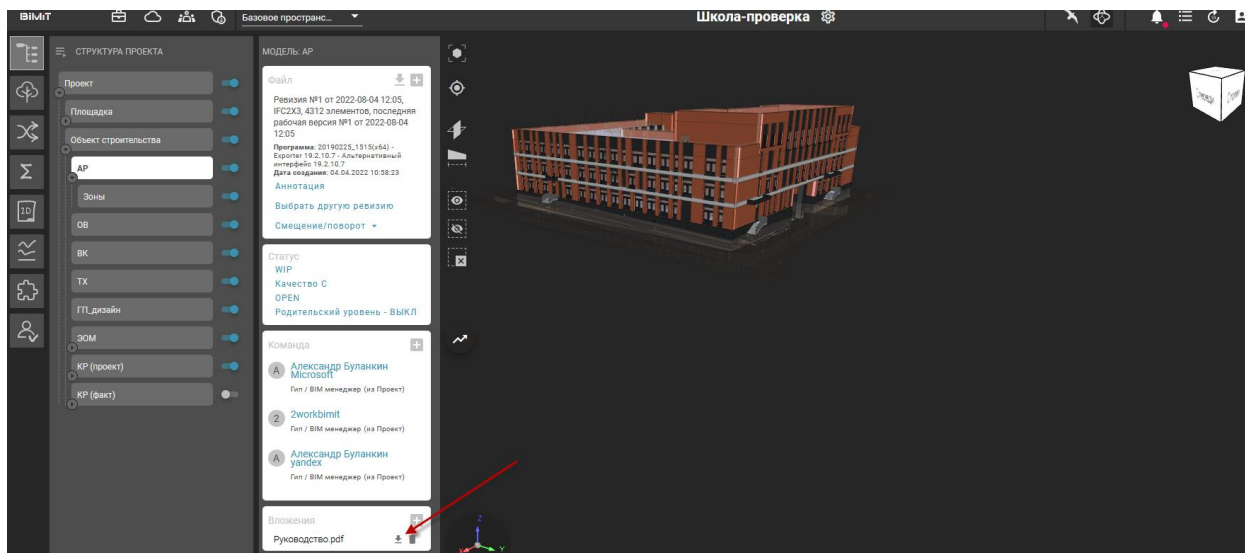 BIMIT
Базовое пространс...
Школа-проверка
СТРУКТУРА ПРОЕКТА
Проект
Площадка
Объект строительства
АР
Зоны
ОВ
ВК
ТХ
ГП_дизайн
ЭОМ
КР (проект)
КР (факт)
2D
МОДЕЛЬ: АР
Файл
Ревизия №1 от 2022-08-04 12:05,
IFC2X3, 4312 элементов, последняя
рабочая версия №1 от 2022-08-04
12:05
Программа: 20190225_1515(x64) -
Exporter 19.2.10.7 - Альтернативный
интерфейс 19.2.10.7
Дата создания: 04.04.2022 10:58:23
Аннотация
Выбрать другую ревизию
Смещение/поворот
Статус
WIP
Качество C
OPEN
Родительский уровень - ВЫКЛ
Команда
A
Александр Буланкин
Microsoft
Гип / BIM менеджер (из Проект)
2
2workbimit
Гип / BIM менеджер (из Проект)
A
Александр Буланкин
yandex
Гип / BIM менеджер (из Проект)
Вложения
Руководство.pdf
Z
X
Y